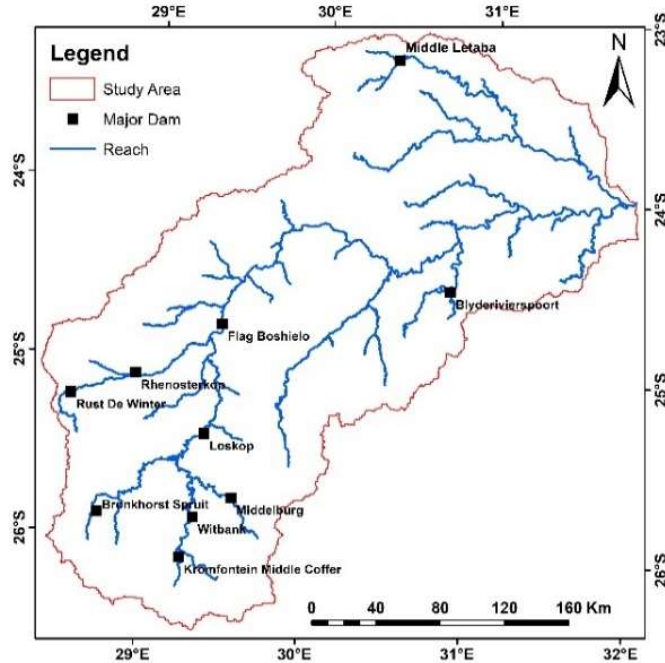 29°E 30°E 31°E
23°S
Legend
Study Area
Major Dam
Reach
N
Middle Letaba
24°S
24°S
Blyderivierspoort
Flag Boshielo
25°S
25°S
Rhenosterkop
Rust De Winter
Loskop
Bronkhorst Spruit
Middelburg
Witbank
26°S
26°S
Kromfontein Middle Coffer
0 40 80 120 160 Km
29°E 30°E 31°E 32°E